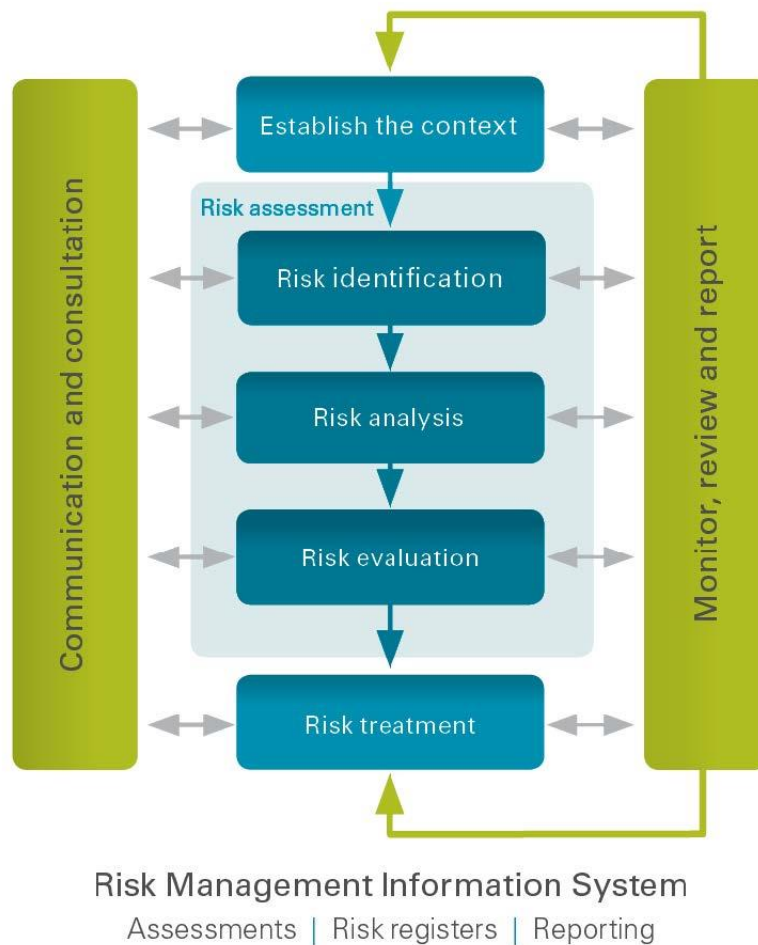 Establish the context
Communication and consultation
Risk assessment
Risk identification
Risk analysis
Risk evaluation
Risk treatment
Monitor, review and report
Risk Management Information System
Assessments | Risk registers | Reporting